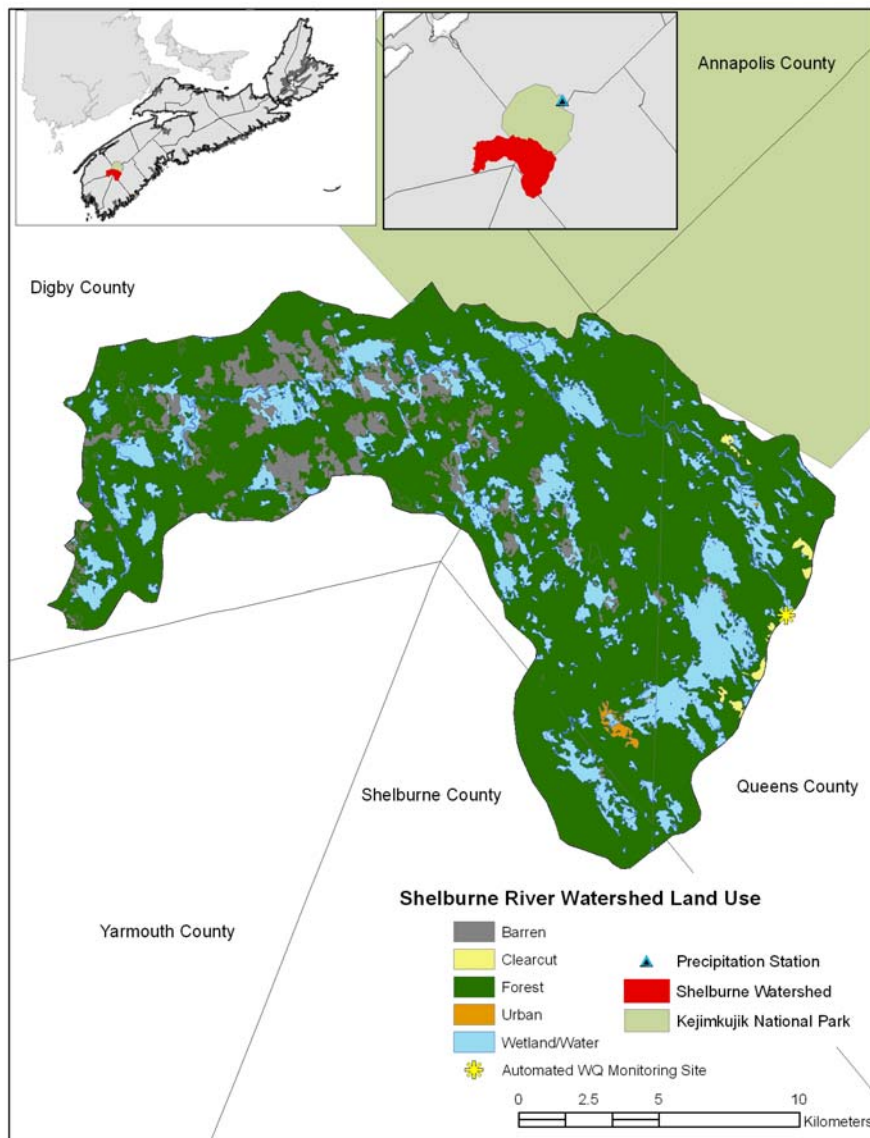 Annapolis County
Digby County
Shelburne County
Queens County
Yarmouth County
Shelburne River Watershed Land Use
Barren
Clearcut
Forest
Urban
Wetland/Water
Automated WQ Monitoring Site
Precipitation Station
Shelburne Watershed
Kejimkujik National Park
0 2.5 5 10
Kilometers